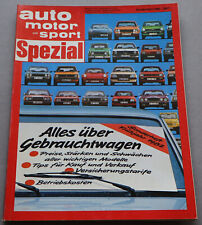 auto
motor
sport
Spezial
Alles über
Gebrauchtwagen
• Preise, Stärken und Schwächen
aller wichtigen Modelle
• Tips für Kauf und Verkauf
• Versicherungstarife
• Betriebskosten